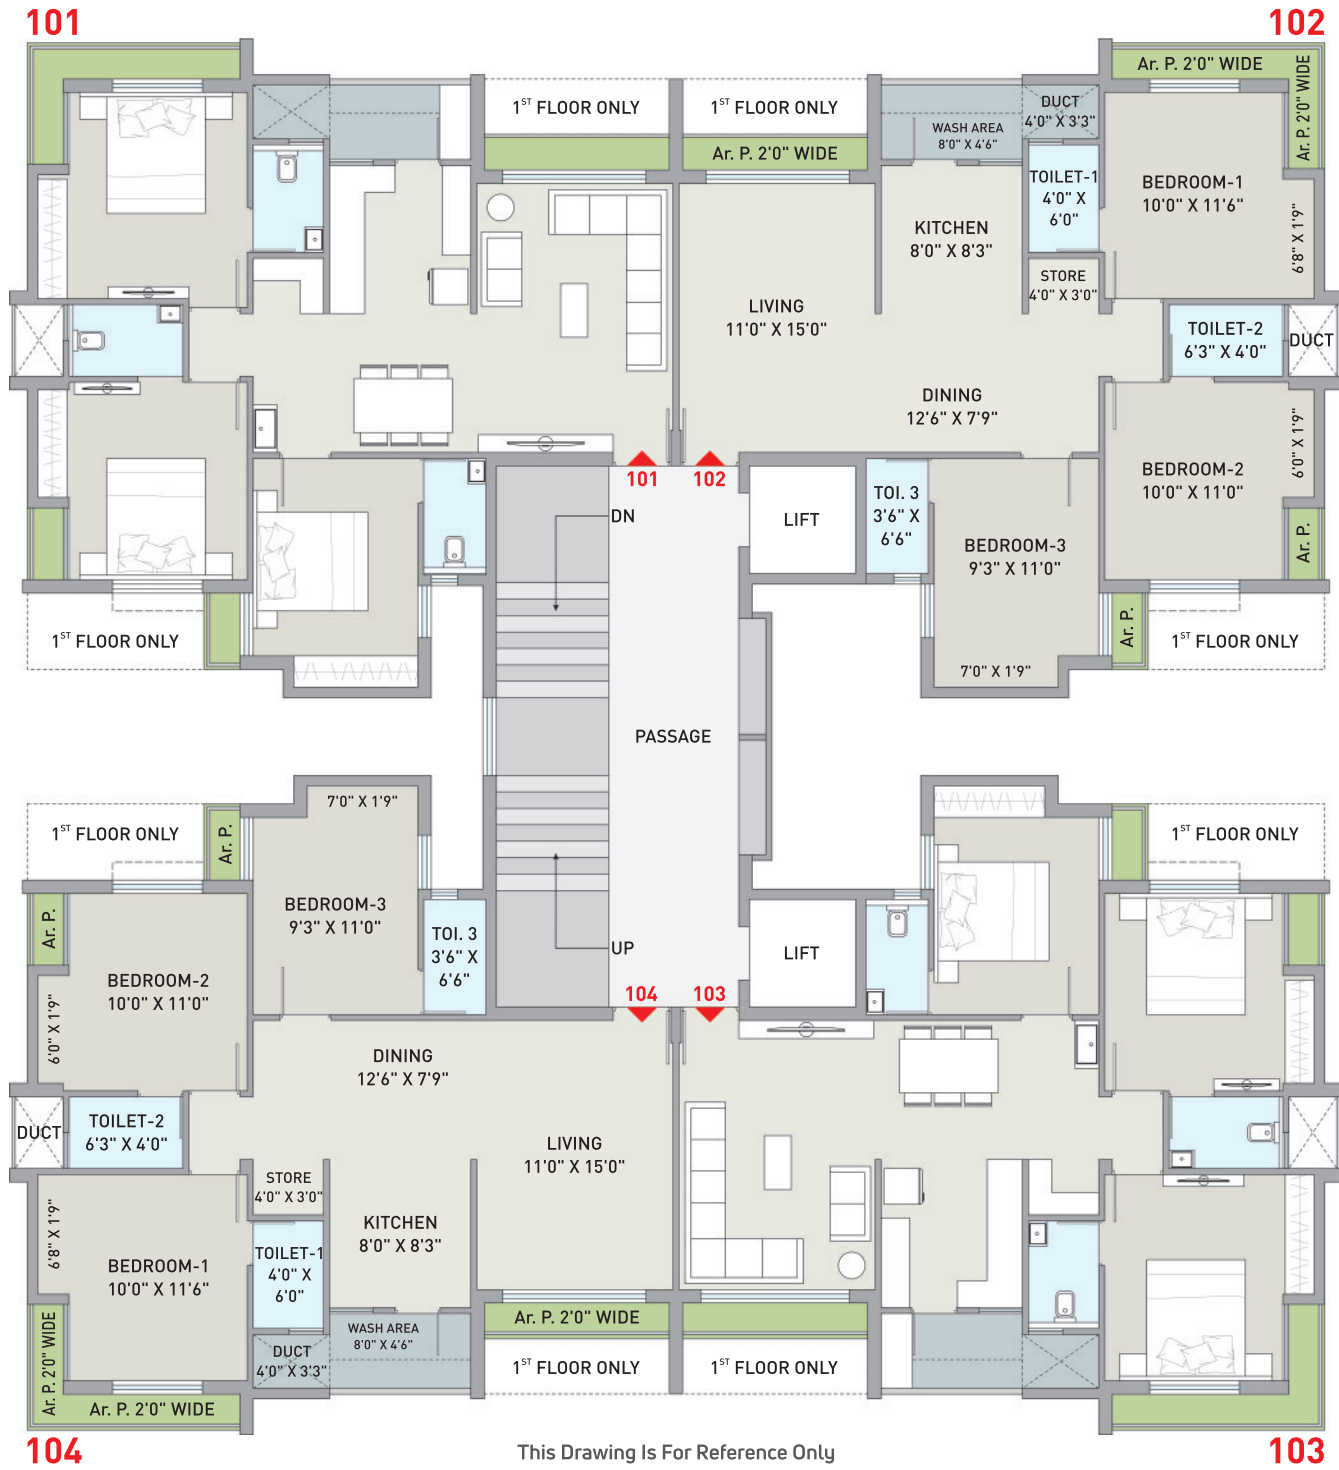 101
102
Ar. P. 2'0" WIDE
Ar. P. 2'0" WIDE
1ST FLOOR ONLY
1ST FLOOR ONLY
DUCT
4'0" X 3'3"
WASH AREA
8'0" X 4'6"
Ar. P. 2'0" WIDE
TOILET-1
4'0" X
6'0"
BEDROOM-1
10'0" X 11'6"
6'8" X 1'9"
KITCHEN
8'0" X 8'3"
STORE
4'0" X 3'0"
LIVING
11'0" X 15'0"
TOILET-2
6'3" X 4'0"
DUCT
DINING
12'6" X 7'9"
6'0" X 1'9"
BEDROOM-2
10'0" X 11'0"
101
102
TOI. 3
3'6" X
6'6"
DN
LIFT
BEDROOM-3
9'3" X 11'0"
Ar. P.
1ST FLOOR ONLY
Ar. P.
1ST FLOOR ONLY
7'0" X 1'9"
PASSAGE
7'0" X 1'9"
1ST FLOOR ONLY
Ar. P.
1ST FLOOR ONLY
BEDROOM-3
9'3" X 11'0"
Ar. P.
TOI. 3
3'6" X
6'6"
UP
LIFT
BEDROOM-2
10'0" X 11'0"
104
103
6'0" X 1'9"
DINING
12'6" X 7'9"
DUCT
TOILET-2
6'3" X 4'0"
LIVING
11'0" X 15'0"
STORE
4'0" X 3'0"
6'8" X 1'9"
KITCHEN
8'0" X 8'3"
BEDROOM-1
10'0" X 11'6"
TOILET-1
4'0" X
6'0"
Ar. P. 2'0" WIDE
Ar. P. 2'0" WIDE
WASH AREA
8'0" X 4'6"
DUCT
4'0" X 3'3"
1ST FLOOR ONLY
1ST FLOOR ONLY
Ar. P. 2'0" WIDE
104
This Drawing Is For Reference Only
103